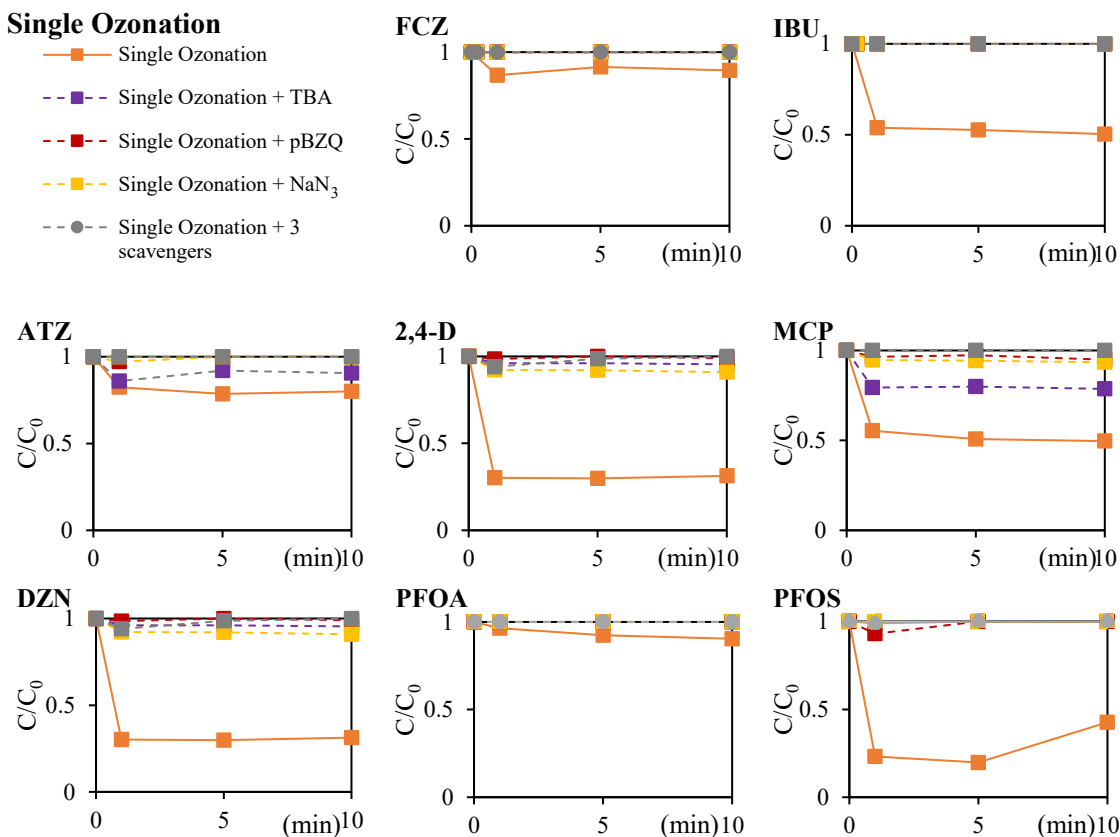 Single Ozonation
Single Ozonation
Single Ozonation + TBA
Single Ozonation + pBZQ
Single Ozonation + NaN₃
Single Ozonation + 3
scavengers
FCZ
1
0.5
0
C/C₀
0 5 (min) 10
IBU
1
0.5
0
C/C₀
0 5 (min) 10
ATZ
1
0.5
0
C/C₀
0 5 (min) 10
2,4-D
1
0.5
0
C/C₀
0 5 (min) 10
MCP
1
0.5
0
C/C₀
0 5 (min) 10
DZN
1
0.5
0
C/C₀
0 5 (min) 10
PFOA
1
0.5
0
C/C₀
0 5 (min) 10
PFOS
1
0.5
0
C/C₀
0 5 (min) 10